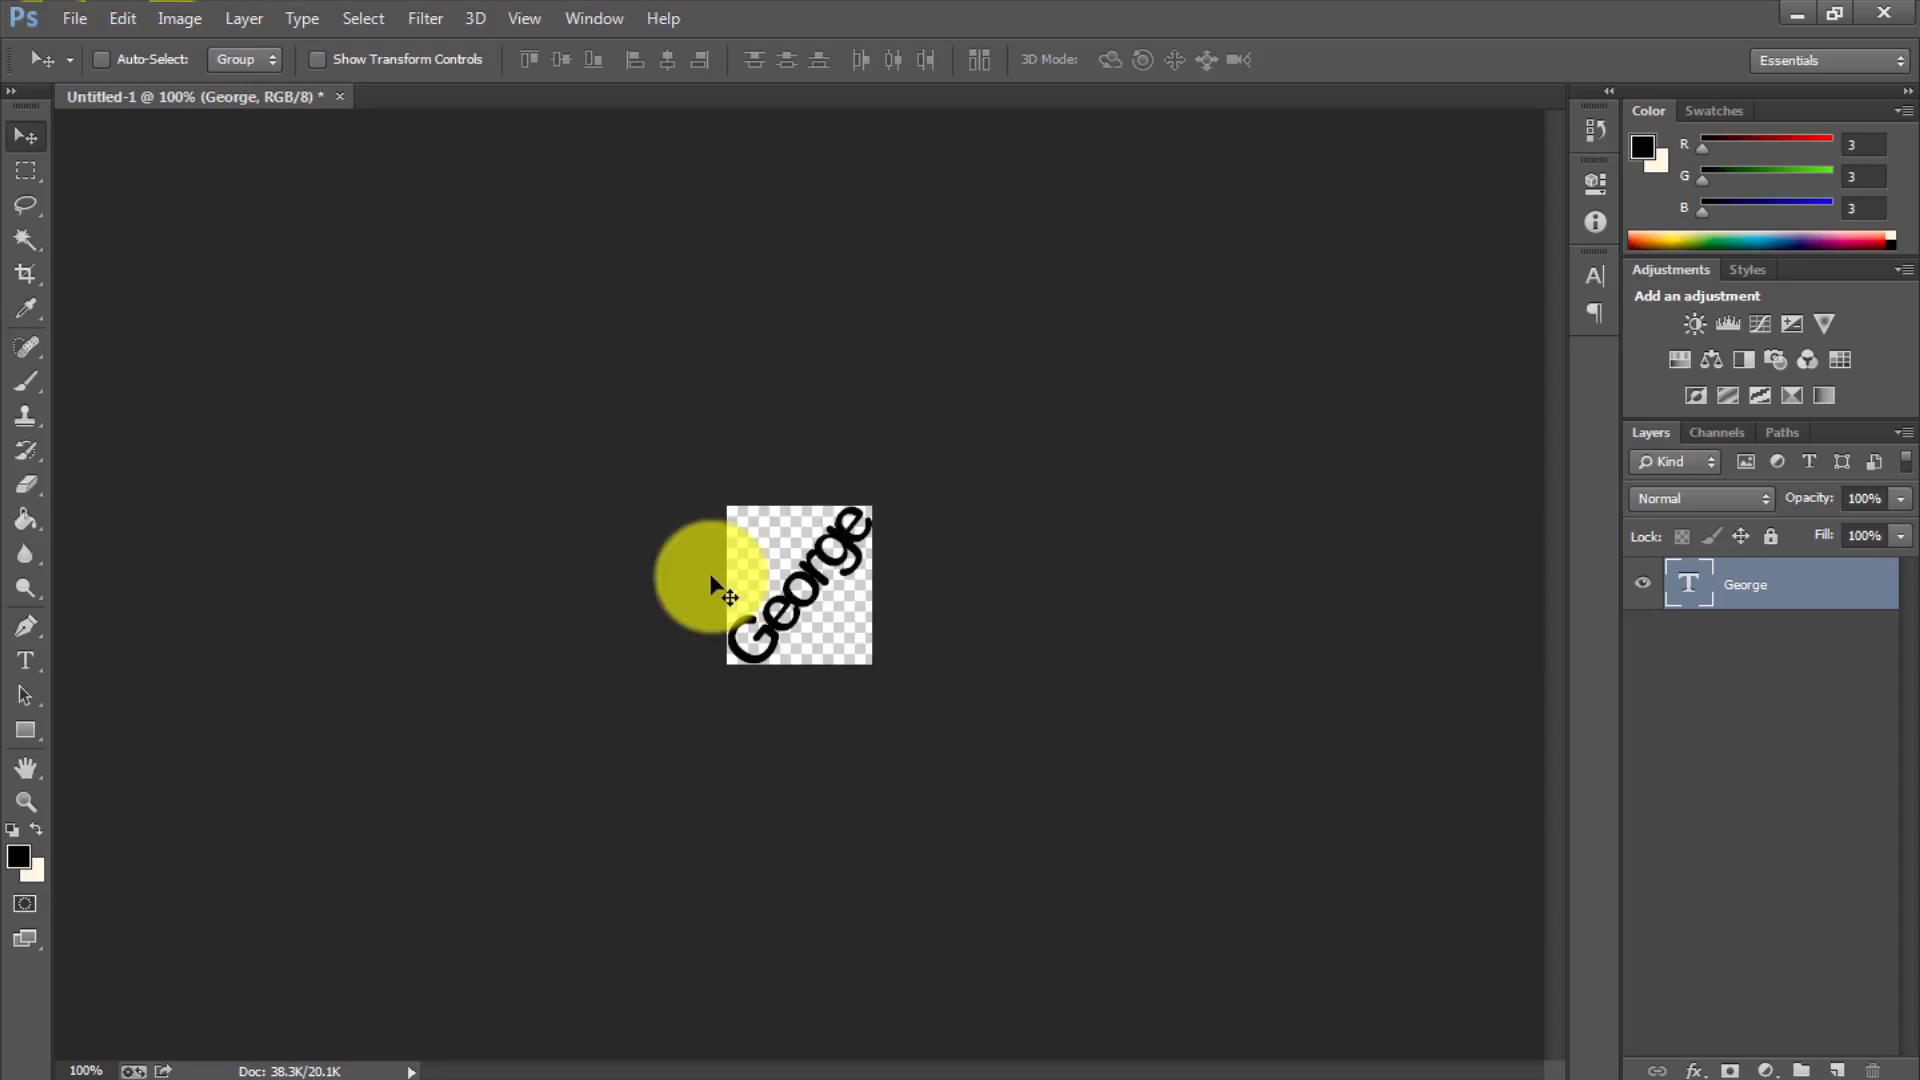 Ps File Edit Image Layer Type Select Filter 3D View Window Help
Auto-Select: Group Show Transform Controls 3D Mode: Essentials
Untitled-1 @ 100% (George, RGB/8) * ×
Color Swatches
R 3
G 3
B 3
Adjustments Styles
Add an adjustment
Layers Channels Paths
Kind
Normal Opacity: 100%
Lock: Fill: 100%
T George
George
100% Doc: 38.3K/20.1K